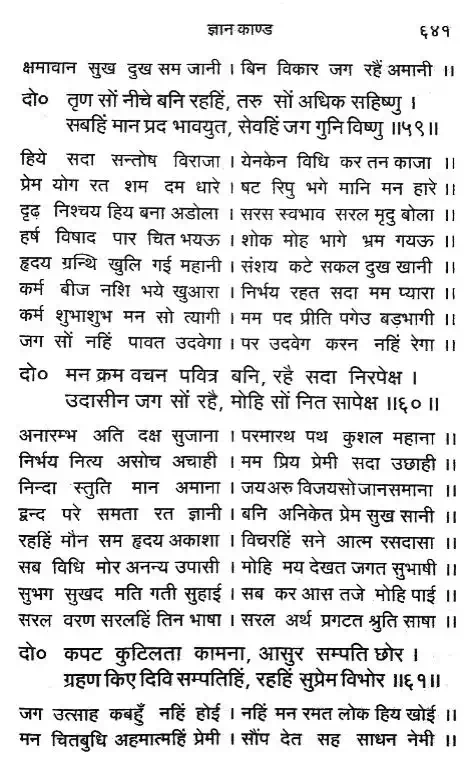 ज्ञान काण्ड ६४१
क्षमावान सुख दुख सम जानी । बिन विकार जग रहैं अमानी ।।
दो० तृण सों नीचे बनि रहहिं, तरु सों अधिक सहिष्णु ।
सबहिं मान प्रद भावयुत, सेवहिं जग गुनि विष्णु ।।५९।।
हिये सदा सन्तोष विराजा । येनकेन विधि कर तन काजा ।।
प्रेम योग रत शम दम धारे । षट रिपु भगे मानि मन हारे ।।
दृढ़ निश्चय हिय बना अडोला । सरस स्वभाव सरल मृदु बोला ।।
हर्ष विषाद पार चित भयऊ । शोक मोह भागे भ्रम गयऊ ।।
हृदय ग्रन्थि खुलि गई महानी । संशय कटे सकल दुख खानी ।।
कर्म बीज नशि भये खुआरा । निर्भय रहत सदा मम प्यारा ।।
कर्म शुभाशुभ मन सो त्यागी । मम पद प्रीति पगेउ बड़भागी ।।
जग सों नहिं पावत उदवेगा । पर उदवेग करन नहिं रेगा ।।
दो० मन क्रम वचन पवित्र बनि, रहै सदा निरपेक्ष ।
उदासीन जग सों रहै, मोहि सों नित सापेक्ष ।।६०।।
अनारम्भ अति दक्ष सुजाना । परमारथ पथ कुशल महाना ।।
निर्भय नित्य असोच अचाही । मम प्रिय प्रेमी सदा उछाही ।।
निन्दा स्तुति मान अमाना । जयअरु विजयसोजानसमाना ।।
द्वन्द परे समता रत ज्ञानी । बनि अनिकेत प्रेम सुख सानी ।।
रहहिं मौन सम हृदय अकाशा । विचरहिं सने आत्म रसदासा ।।
सब विधि मोर अनन्य उपासी । मोहि मय देखत जगत सुभाषी ।।
सुभग सुखद मति गती सुहाई । सब कर आस तजे मोहि पाई ।।
सरल वरण सरलहिं तिन भाषा । सरल अर्थ प्रगटत श्रुति साषा ।।
दो० कपट कुटिलता कामना, आसुर सम्पति छोर ।
ग्रहण किए दिवि सम्पतिहिं, रहहिं सुप्रेम विभोर ।।६१।।
जग उत्साह कबहुँ नहिं होई । नहिं मन रमत लोक हिय खोई ।।
मन चितबुधि अहमात्महिं प्रेमी । सौंप देत सह साधन नेमी ।।